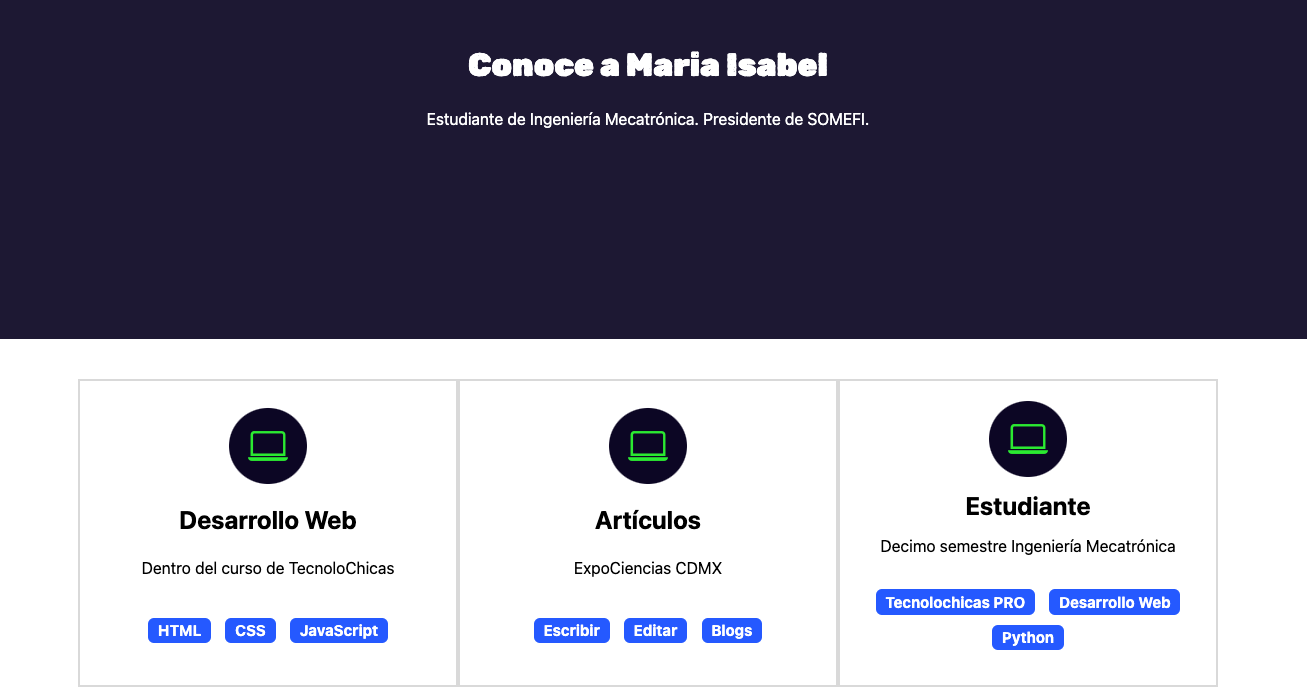 Conoce a Maria Isabel
Estudiante de Ingeniería Mecatrónica. Presidente de SOMEFI.
Desarrollo Web
Dentro del curso de TecnoloChicas
HTML CSS JavaScript
Artículos
ExpoCiencias CDMX
Escribir Editar Blogs
Estudiante
Decimo semestre Ingeniería Mecatrónica
Tecnolochicas PRO Desarrollo Web
Python